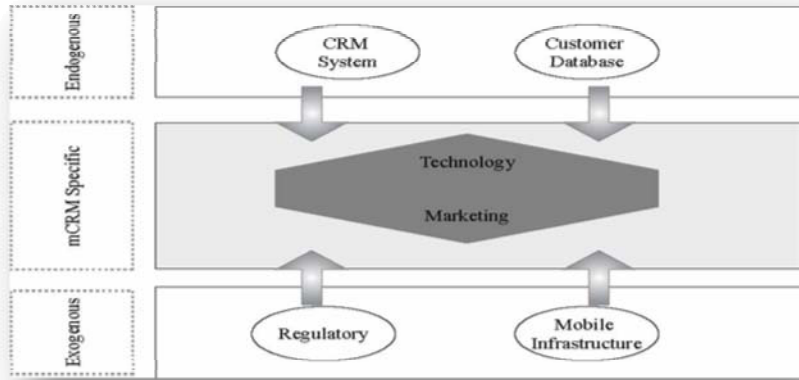 Endogenous
CRM
System
Customer
Database
mCRM Specific
Technology
Marketing
Exogenous
Regulatory
Mobile
Infrastructure